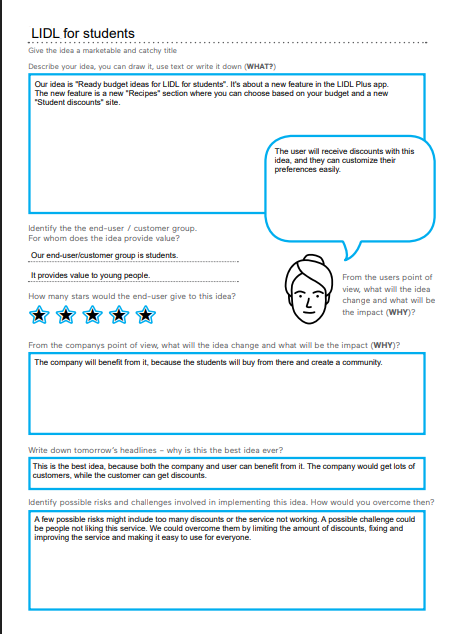 LIDL for students
Give the idea a marketable and catchy title
Describe your idea, you can draw it, use text or write it down (WHAT?)
Our idea is "Ready budget ideas for LIDL for students". It's about a new feature in the LIDL Plus app.
The new feature is a new "Recipes" section where you can choose based on your budget and a new
"Student discounts" site.
The user will receive discounts with this
idea, and they can customize their
preferences easily.
Identify the the end-user / customer group.
For whom does the idea provide value?
Our end-user/customer group is students.
It provides value to young people.
How many stars would the end-user give to this idea?
From the users point of
view, what will the idea
change and what will be
the impact (WHY)?
From the companys point of view, what will the idea change and what will be the impact (WHY)?
The company will benefit from it, because the students will buy from there and create a community.
Write down tomorrow's headlines – why is this the best idea ever?
This is the best idea, because both the company and user can benefit from it. The company would get lots of
customers, while the customer can get discounts.
Identify possible risks and challenges involved in implementing this idea. How would you overcome then?
A few possible risks might include too many discounts or the service not working. A possible challenge could
be people not liking this service. We could overcome them by limiting the amount of discounts, fixing and
improving the service and making it easy to use for everyone.